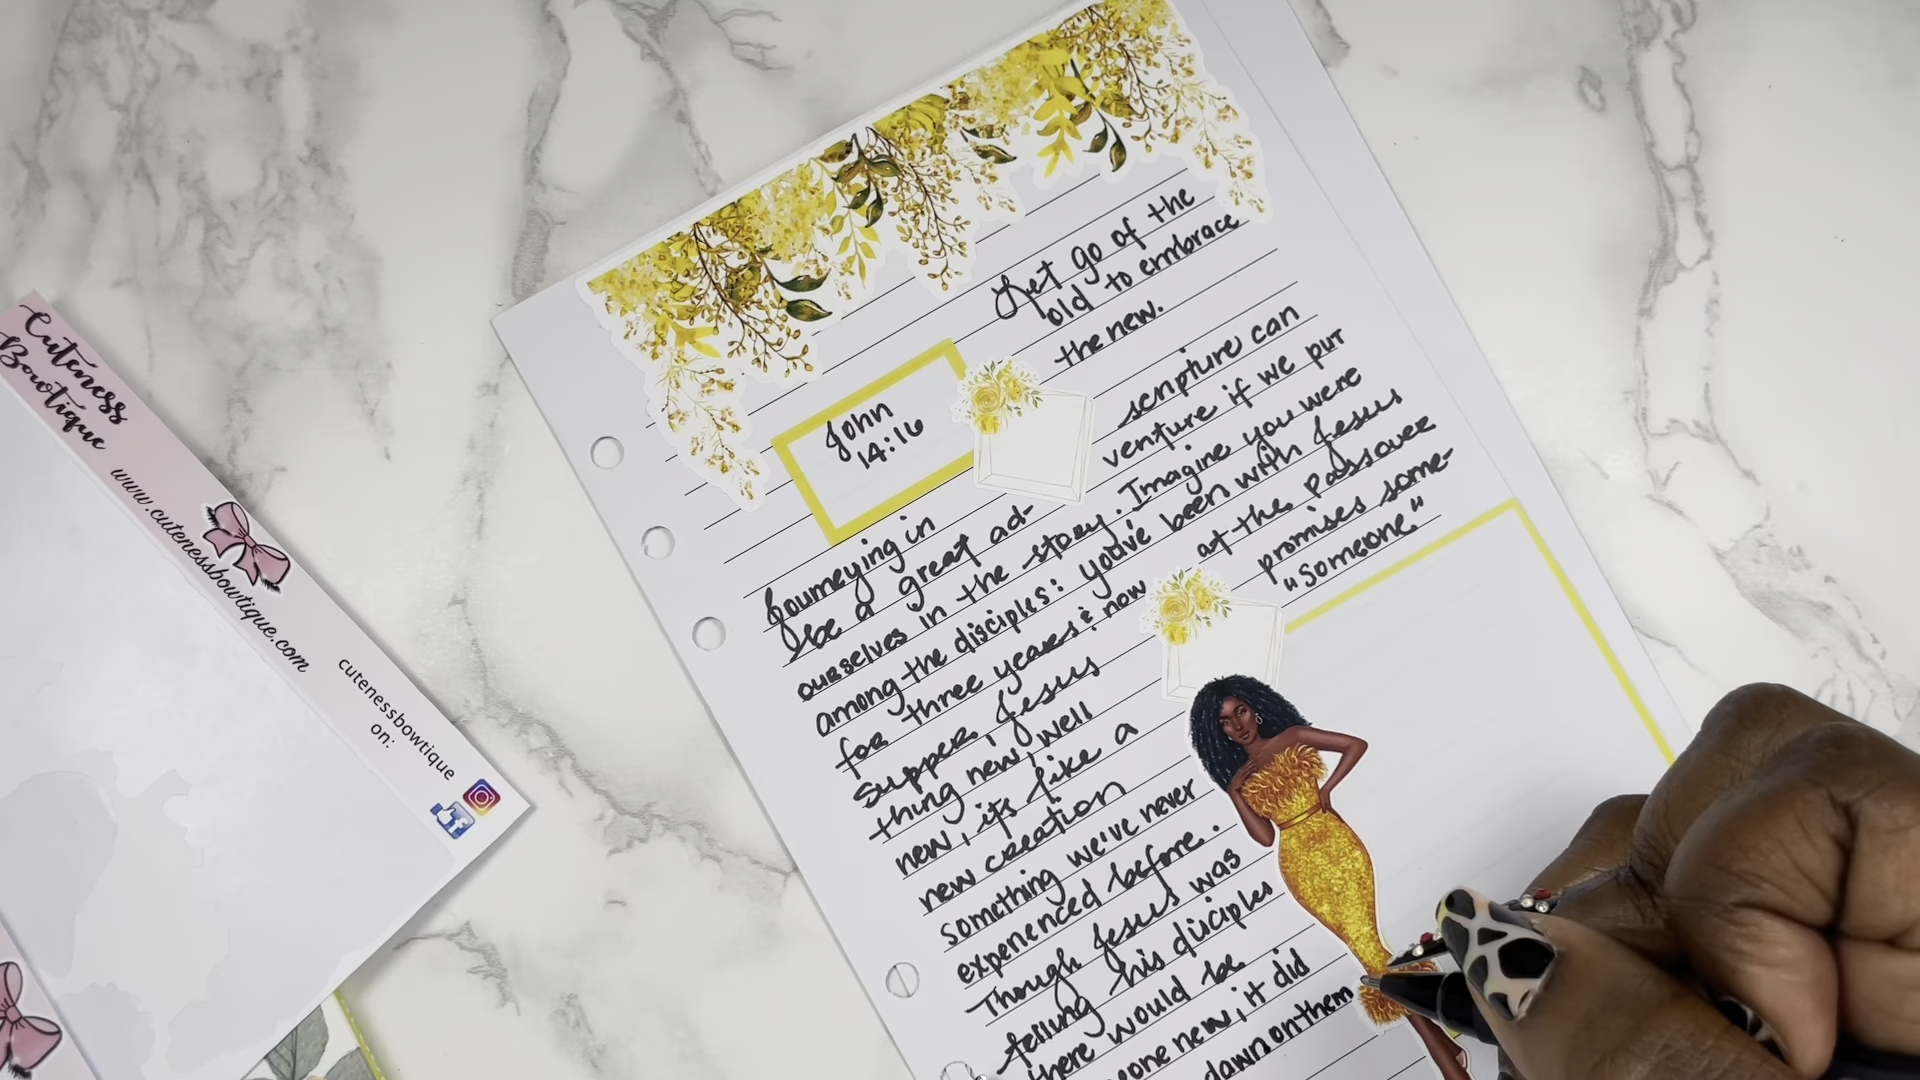 Let go of the
old to embrace
the new.
John
14:16
Journeying in scripture can
be a great ad- venture if we put
ourselves in the story. Imagine you were
among the disciples: you've been with Jesus
for three years & now at the passover
supper, Jesus promises some-
thing new, well "someone."
new, it's like a
new creation
something we've never
experienced before.
Though Jesus was
telling his disciples
there would be
one new, it did
dawn on them
Cuteness
Bowtique
www.cutenessbowtique.com
cutenessbowtique
on: